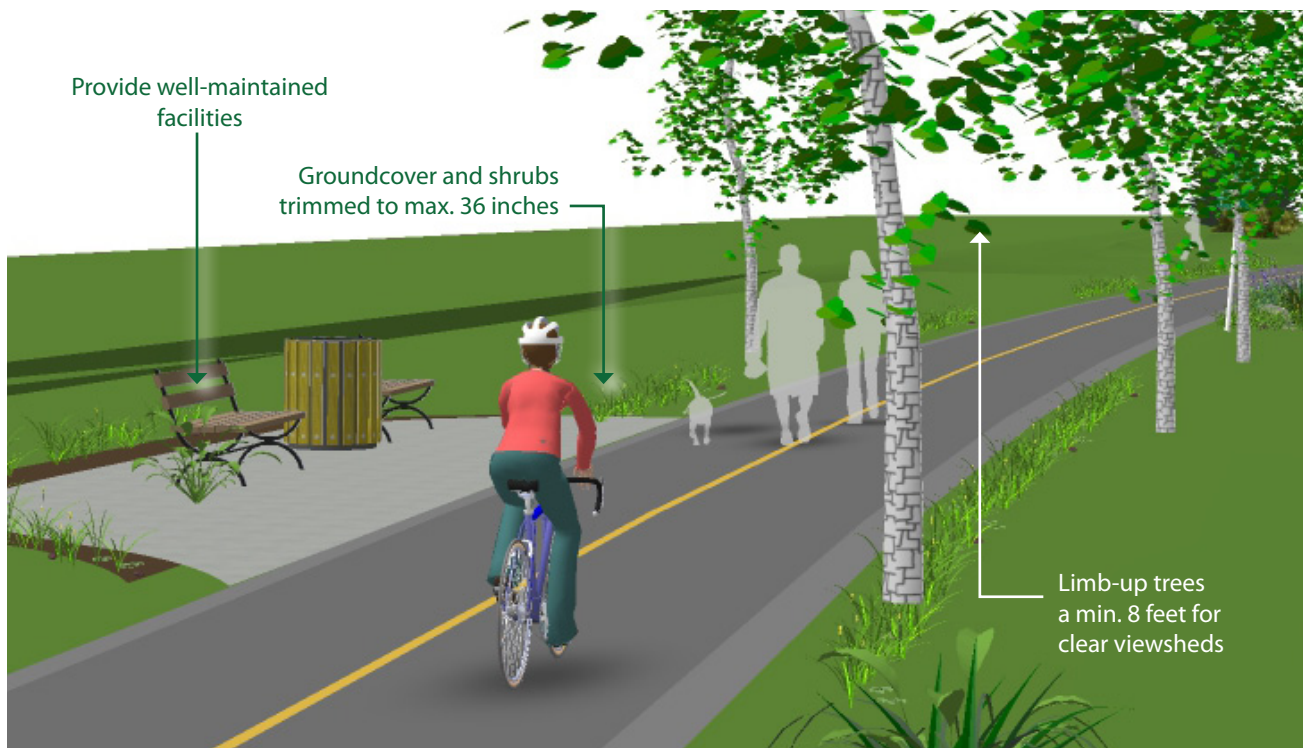 Provide well-maintained
facilities
Groundcover and shrubs
trimmed to max. 36 inches
Limb-up trees
a min. 8 feet for
clear viewsheds